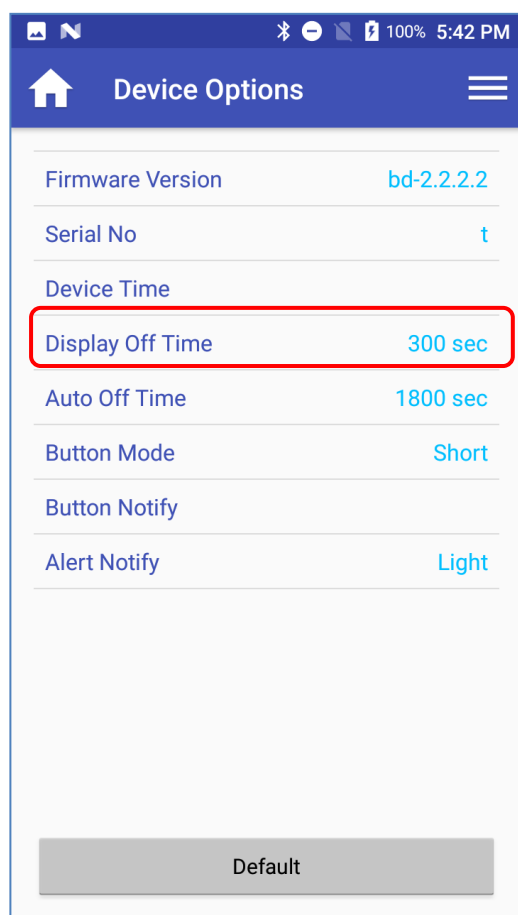 100% 5:42 PM
Device Options
Firmware Version bd-2.2.2.2
Serial No t
Device Time
Display Off Time 300 sec
Auto Off Time 1800 sec
Button Mode Short
Button Notify
Alert Notify Light
Default